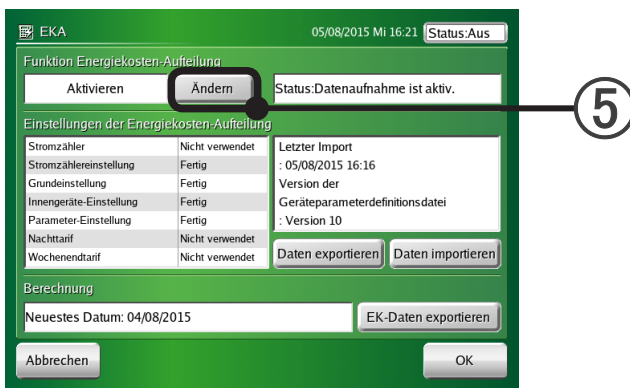 EKA 05/08/2015 Mi 16:21 Status:Aus
Funktion Energiekosten-Aufteilung
Aktivieren Ändern Status:Datenaufnahme ist aktiv.
5
Einstellungen der Energiekosten-Aufteilung
Stromzähler Nicht verwendet
Stromzählereinstellung Fertig
Grundeinstellung Fertig
Innengeräte-Einstellung Fertig
Parameter-Einstellung Fertig
Nachttarif Nicht verwendet
Wochenendtarif Nicht verwendet
Letzter Import
: 05/08/2015 16:16
Version der
Geräteparameterdefinitionsdatei
: Version 10
Daten exportieren Daten importieren
Berechnung
Neuestes Datum: 04/08/2015 EK-Daten exportieren
Abbrechen OK